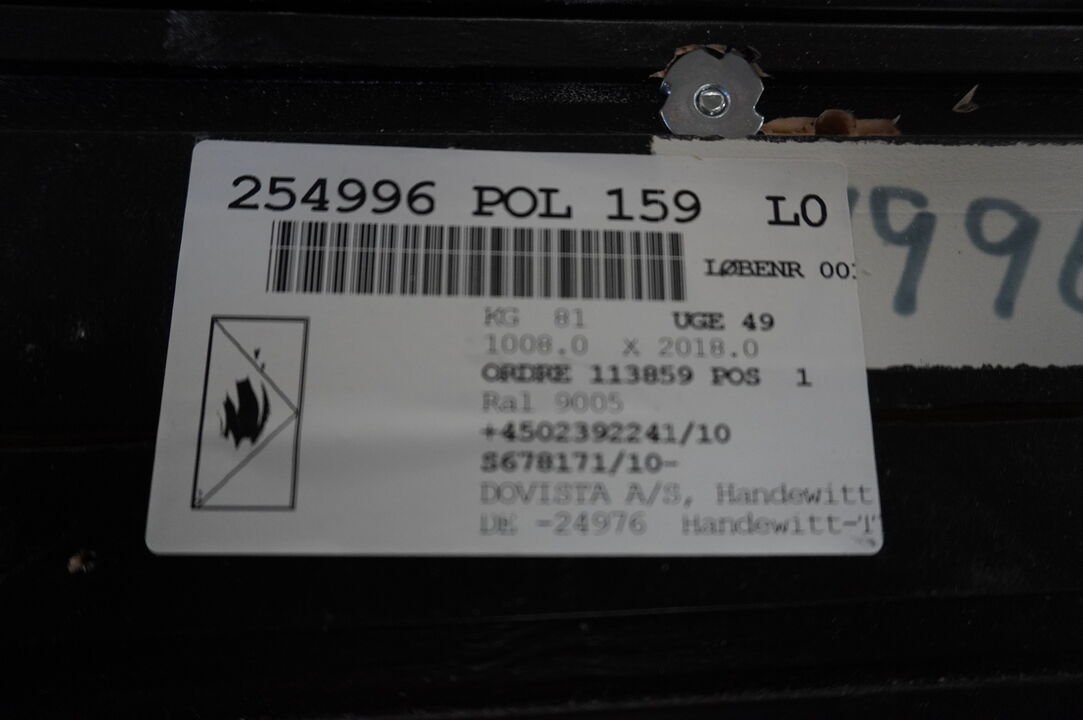 254996 POL 159 L0
LØBENR
KG 81 UGE 49
1008.0 X 2018.0
ORDRE 113859 POS 1
Ral 9005
+4502392241/10
S678171/10-
DOVISTA A/S, Handewitt
DE -24976 Handewitt-T
996